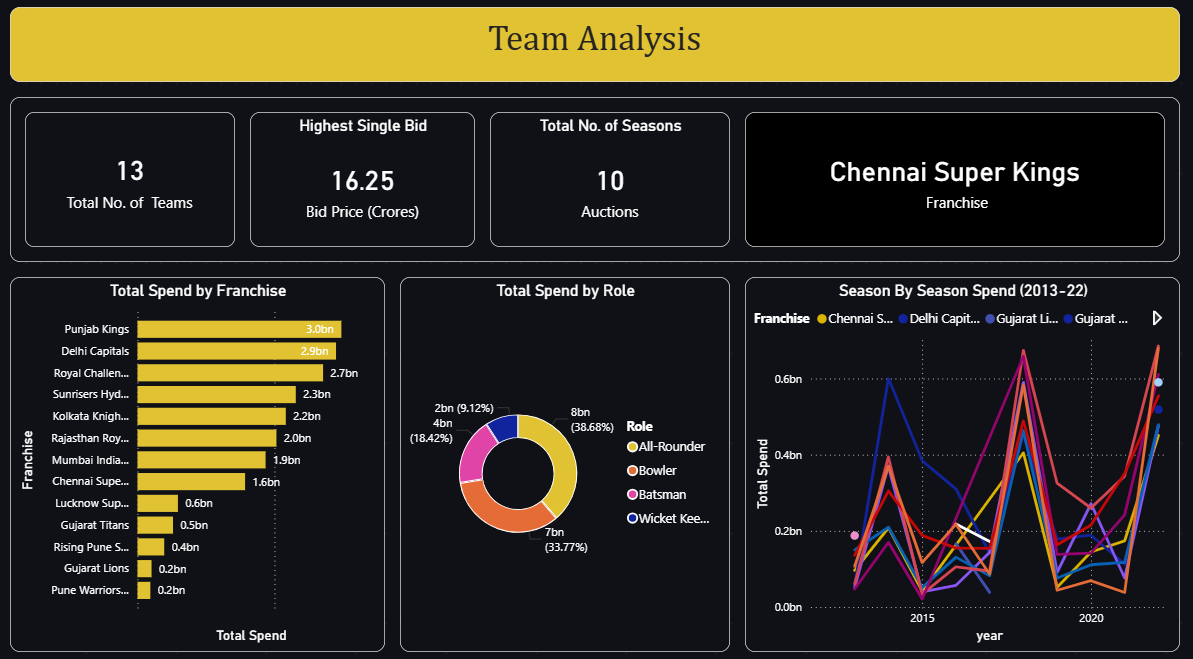 Team Analysis
13
Total No. of Teams
Highest Single Bid
16.25
Bid Price (Crores)
Total No. of Seasons
10
Auctions
Chennai Super Kings
Franchise
Total Spend by Franchise
Franchise
Punjab Kings 3.0bn
Delhi Capitals 2.9bn
Royal Challen... 2.7bn
Sunrisers Hyd... 2.3bn
Kolkata Knigh... 2.2bn
Rajasthan Roy... 2.0bn
Mumbai India... 1.9bn
Chennai Supe... 1.6bn
Lucknow Sup... 0.6bn
Gujarat Titans 0.5bn
Rising Pune S... 0.4bn
Gujarat Lions 0.2bn
Pune Warriors... 0.2bn
Total Spend
Total Spend by Role
2bn (9.12%)
4bn
(18.42%)
8bn
(38.68%)
7bn
(33.77%)
Role
All-Rounder
Bowler
Batsman
Wicket Kee...
Season By Season Spend (2013-22)
Franchise Chennai S... Delhi Capit... Gujarat Li... Gujarat ...
Total Spend
0.6bn
0.4bn
0.2bn
0.0bn
2015 2020
year